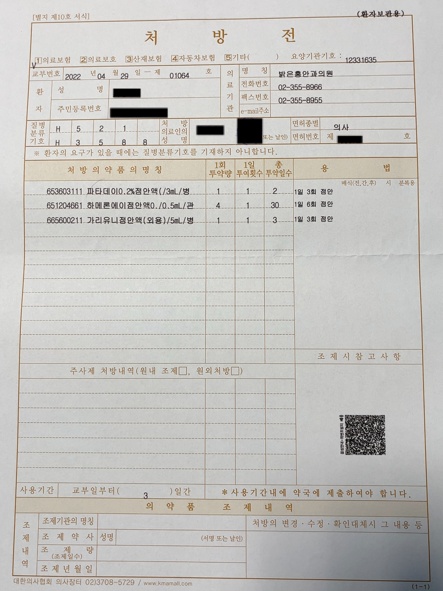 [별지 제10호 서식]
(환자보관용)
처 방 전
1의료보험 2의료보호 3산재보험 4자동차보험 5기타( ) 요양기관기호: 12331635
V
교부번호 2022 년 04 월 29 일 - 제 01064 호
의료기관
명 칭 밝은홍안과의원
전화번호 02-355-8966
팩스번호 02-355-8955
e-mail주소
환자
성 명
주민등록번호
질병분류기호
H 5 2 1
H 3 5 8 8
처 방 의료인의 성 명
(서명 또는 날인)
면허종별 의사
면허번호 제 호
※ 환자의 요구가 있을 때에는 질병분류기호를 기재하지 아니합니다.
처 방 의 약 품 의 명 칭
1회 투약량
1일 투여횟수
총 투약일수
용 법
매식(전,간,후) 시 분복용
653603111 파타데이0.2%점안액(/3mL/병 1 1 2 1일 3회 점안
651204661 하메론에이점안액0./0.5mL/관 4 1 30 1일 6회 점안
665600211 가리유니점안액(외용)/5mL/병 1 1 3 1일 3회 점안
조 제 시 참 고 사 항
주사제 처방내역(원내 조제□, 원외처방□)
사용기간 교부일부터( 3 )일간 ※사용기간내에 약국에 제출하여야 합니다.
의 약 품 조 제 내 역
조제내역
조제기관의 명칭
처방의 변경·수정·확인대체시 그 내용 등
조 제 약 사 성명 (서명 또는 날인)
조 제 량
(조제일수)
조 제 년 월 일
대한의사협회 의사장터 02)3708-5729 / www.kmamall.com
(1-1)